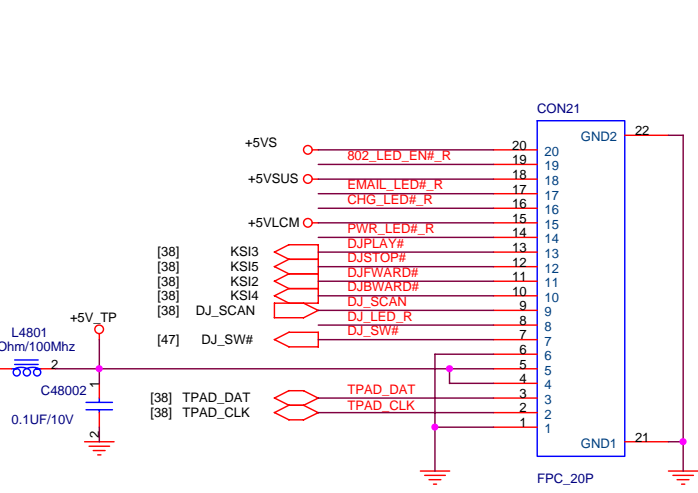 CON21
GND2 22
+5VS 20 20
802_LED_EN#_R 19 19
+5VSUS 18 18
EMAIL_LED#_R 17 17
CHG_LED#_R 16 16
+5VLCM 15 15
PWR_LED#_R 14 14
[38] KSI3 DJPLAY# 13 13
[38] KSI5 DJSTOP# 12 12
[38] KSI2 DJFWARD# 11 11
[38] KSI4 DJBWARD# 10 10
[38] DJ_SCAN DJ_SCAN 9 9
DJ_LED_R 8 8
[47] DJ_SW# DJ_SW# 7 7
+5V_TP
L4801
Ohm/100Mhz
6 6
2 5 5
1 4 4
C48002
[38] TPAD_DAT TPAD_DAT 3 3
[38] TPAD_CLK TPAD_CLK 2 2
0.1UF/10V
1 1
2
GND1 21
FPC_20P